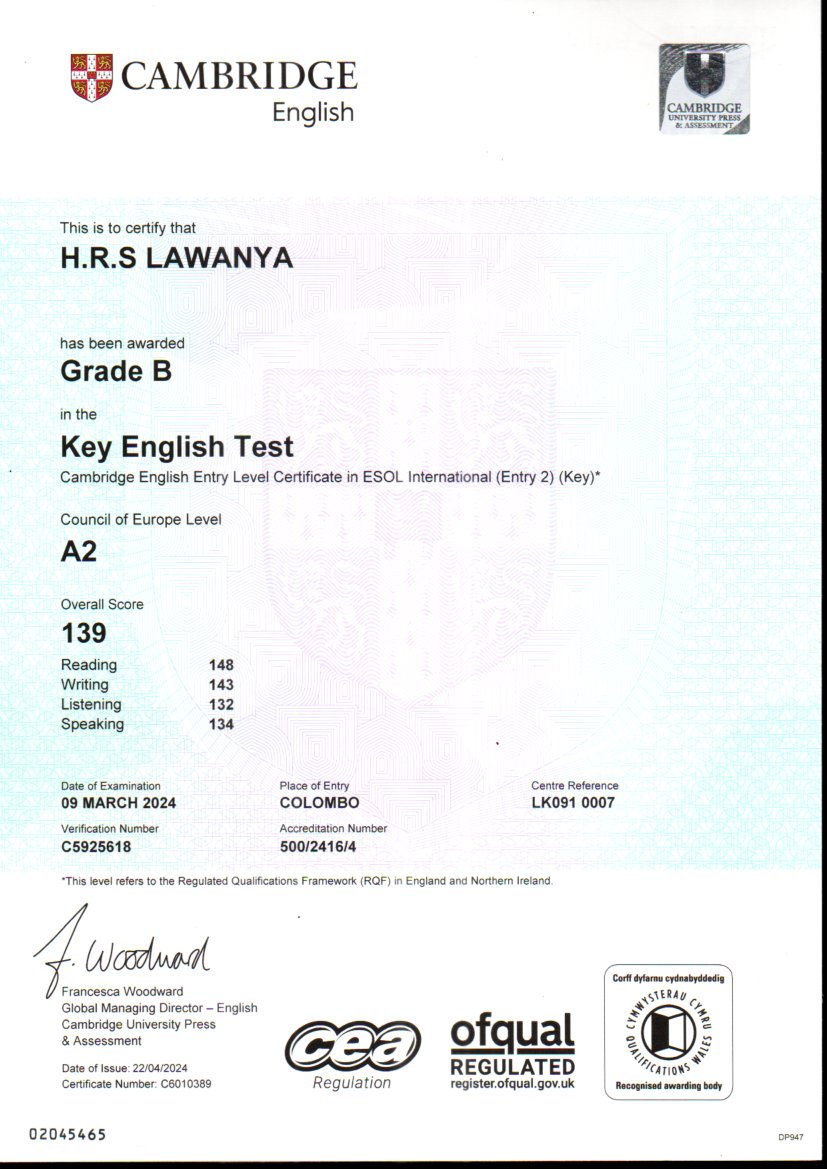 CAMBRIDGE
English
CAMBRIDGE
UNIVERSITY PRESS
& ASSESSMENT
This is to certify that
H.R.S LAWANYA
has been awarded
Grade B
in the
Key English Test
Cambridge English Entry Level Certificate in ESOL International (Entry 2) (Key)*
Council of Europe Level
A2
Overall Score
139
Reading 148
Writing 143
Listening 132
Speaking 134
Date of Examination Place of Entry Centre Reference
09 MARCH 2024 COLOMBO LK091 0007
Verification Number Accreditation Number
C5925618 500/2416/4
*This level refers to the Regulated Qualifications Framework (RQF) in England and Northern Ireland.
F. Woodward
Francesca Woodward
Global Managing Director – English
Cambridge University Press
& Assessment
Date of Issue: 22/04/2024
Certificate Number: C6010389
cea
Regulation
ofqual
REGULATED
register.ofqual.gov.uk
Corff dyfarnu cydnabyddedig
CYMWYSTERAU CYMRU
QUALIFICATIONS WALES
Recognised awarding body
02045465
DP947